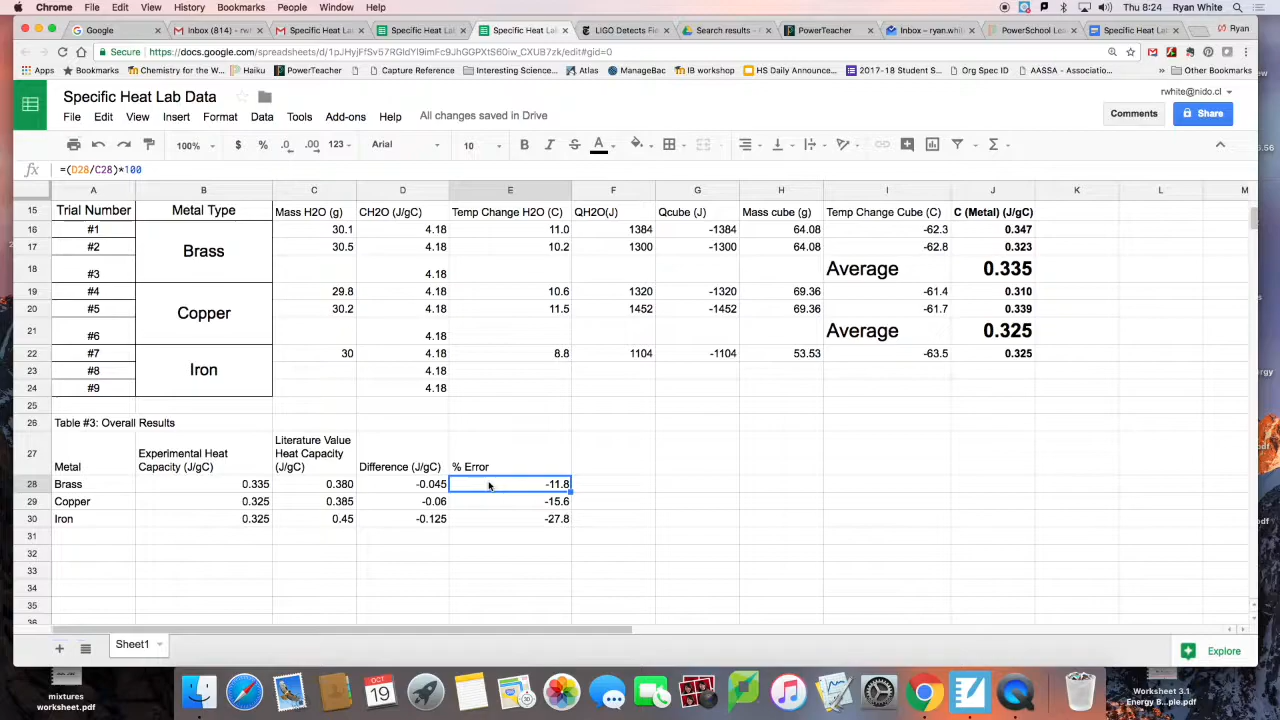 Chrome File Edit View History Bookmarks People Window Help Thu 8:24 Ryan White
Google Inbox (814) - rw Gmail - Specific Heat La Specific Heat Lab Specific Heat Lab LIGO Detects Fi Search results PowerTeacher Inbox – ryan.whi PowerSchool Le Specific Heat La Ryan
Secure https://docs.google.com/spreadsheets/d/
Apps Bookmarks Chemistry for the W Haiku PowerTeacher Capture Reference Interesting Science… Atlas ManageBac IB workshop HS Daily Announce… 2017-18 Student S… Org Spec ID AASSA - Associatio… » Other Bookmarks
Specific Heat Lab Data
rwhite@nido.cl
File Edit View Insert Format Data Tools Add-ons Help All changes saved in Drive
Comments Share
100% $ % .0 .00 123 Arial 10 B I S A
fx =(D28/C28)*100
A B C D E F G H I J K L M
15 Trial Number Metal Type Mass H2O (g) CH2O (J/gC) Temp Change H2O (C) QH2O(J) Qcube (J) Mass cube (g) Temp Change Cube (C) C (Metal) (J/gC)
16 #1 Brass 30.1 4.18 11.0 1384 -1384 64.08 -62.3 0.347
17 #2 30.5 4.18 10.2 1300 -1300 64.08 -62.8 0.323
18 #3 4.18 Average 0.335
19 #4 Copper 29.8 4.18 10.6 1320 -1320 69.36 -61.4 0.310
20 #5 30.2 4.18 11.5 1452 -1452 69.36 -61.7 0.339
21 #6 4.18 Average 0.325
22 #7 Iron 30 4.18 8.8 1104 -1104 53.53 -63.5 0.325
23 #8 4.18
24 #9 4.18
25
26 Table #3: Overall Results
27 Metal Experimental Heat Capacity (J/gC) Literature Value Heat Capacity (J/gC) Difference (J/gC) % Error
28 Brass 0.335 0.380 -0.045 -11.8
29 Copper 0.325 0.385 -0.06 -15.6
30 Iron 0.325 0.45 -0.125 -27.8
31
32
33
34
35
36
+ Sheet1 Explore
OCT
19
mixtures
worksheet.pdf
Worksheet 3.1
Energy B...ple.pdf